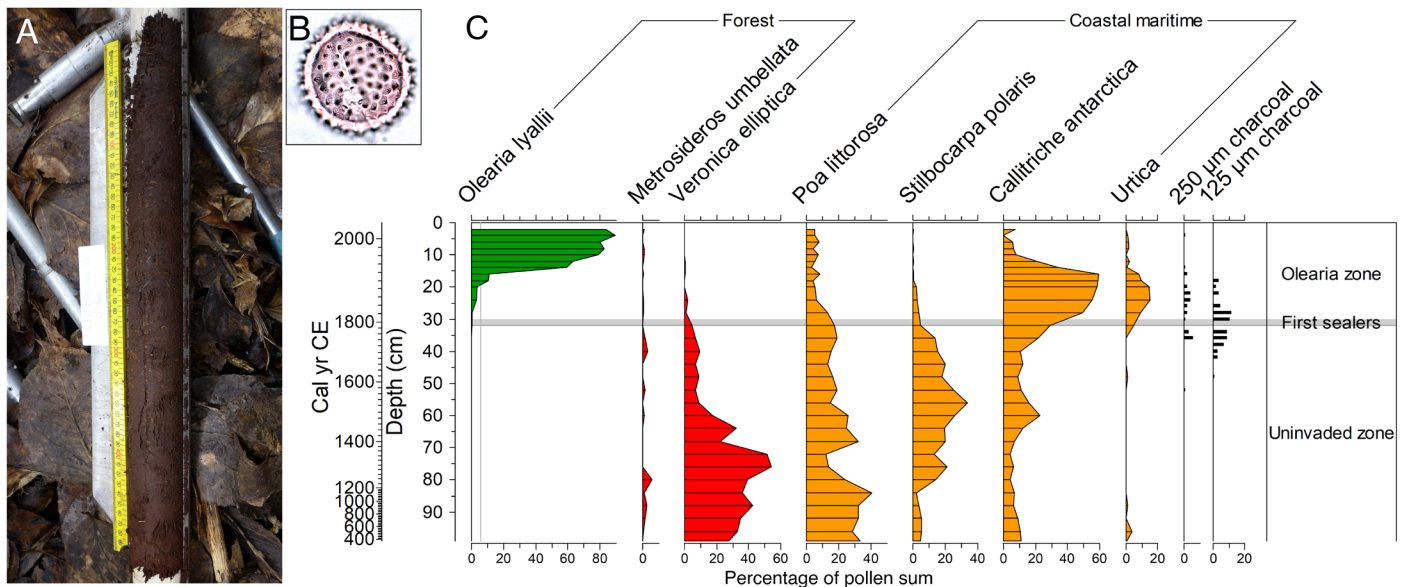 A
B
C
Forest
Coastal maritime
Olearia lyallii
Metrosideros umbellata
Veronica elliptica
Poa littorosa
Stilbocarpa polaris
Callitriche antarctica
Urtica
250 µm charcoal
125 µm charcoal
Cal yr CE
2000
1800
1600
1400
1200
1000
800
600
400
Depth (cm)
0
10
20
30
40
50
60
70
80
90
Olearia zone
First sealers
Uninvaded zone
0 20 40 60 80 0 0 20 40 60 0 20 40 0 20 40 0 20 40 60 0 20 0 0 20
Percentage of pollen sum